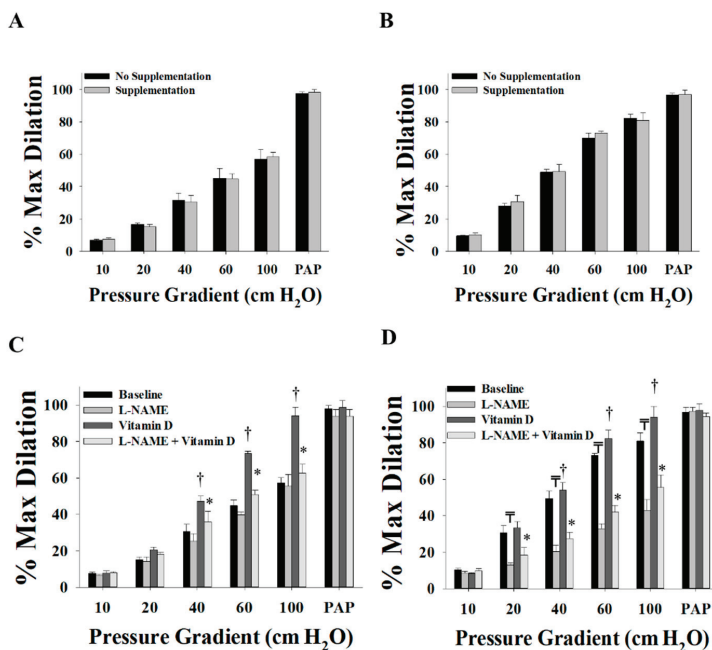 A
No Supplementation
Supplementation
100
80
60
40
20
0
% Max Dilation
10 20 40 60 100 PAP
Pressure Gradient (cm H₂O)
B
No Supplementation
Supplementation
100
80
60
40
20
0
% Max Dilation
10 20 40 60 100 PAP
Pressure Gradient (cm H₂O)
C
Baseline
L-NAME
Vitamin D
L-NAME + Vitamin D
100
80
60
40
20
0
† * † * † *
% Max Dilation
10 20 40 60 100 PAP
Pressure Gradient (cm H₂O)
D
Baseline
L-NAME
Vitamin D
L-NAME + Vitamin D
100
80
60
40
20
0
╤ * ╤ † * ╤ † * ╤ † *
% Max Dilation
10 20 40 60 100 PAP
Pressure Gradient (cm H₂O)